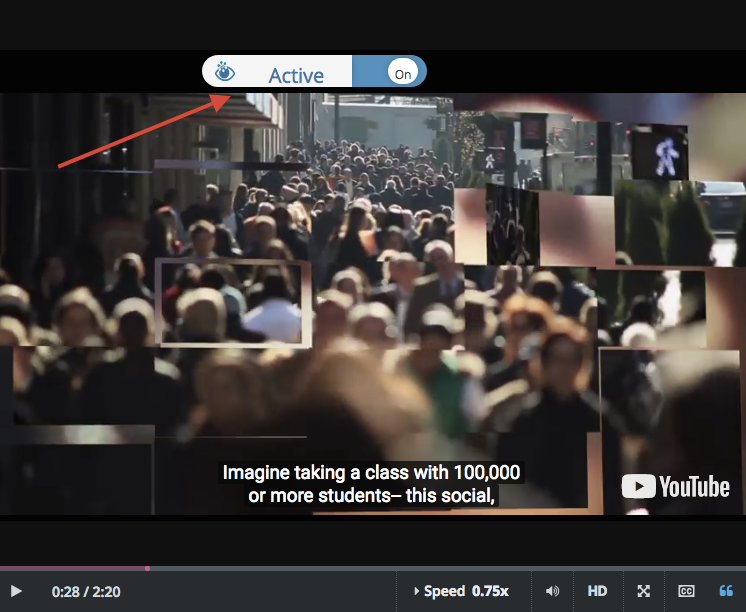 Active On
Imagine taking a class with 100,000
or more students– this social,
YouTube
0:28 / 2:20 Speed 0.75x HD CC